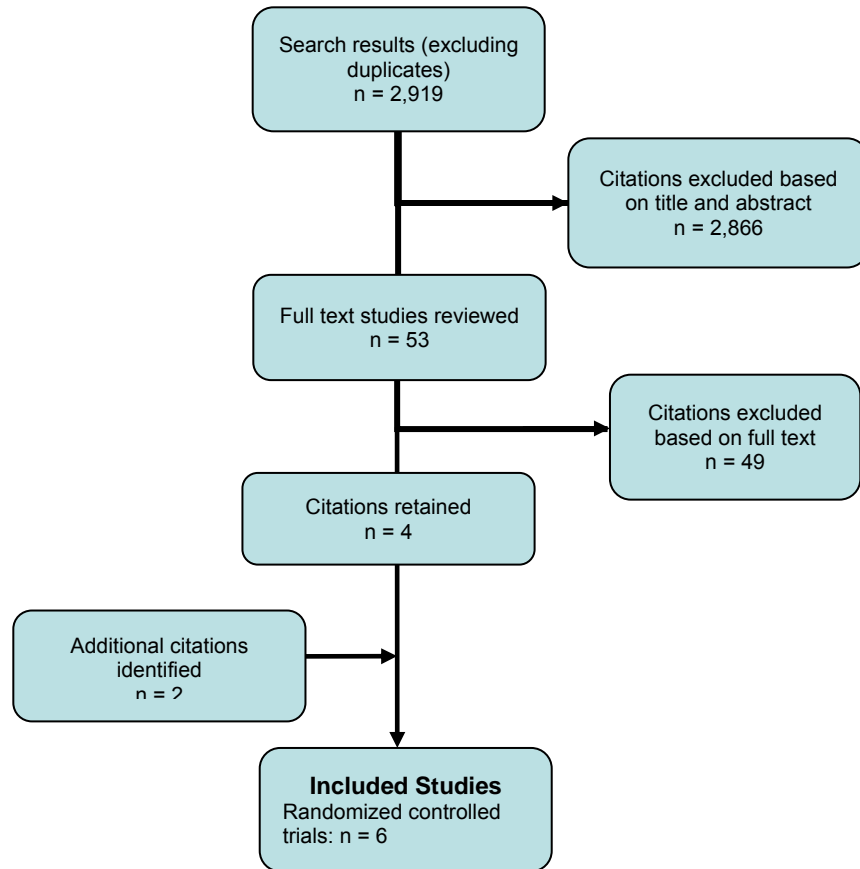 Search results (excluding
duplicates)
n = 2,919
Citations excluded based
on title and abstract
n = 2,866
Full text studies reviewed
n = 53
Citations excluded
based on full text
n = 49
Citations retained
n = 4
Additional citations
identified
n = 2
Included Studies
Randomized controlled
trials: n = 6